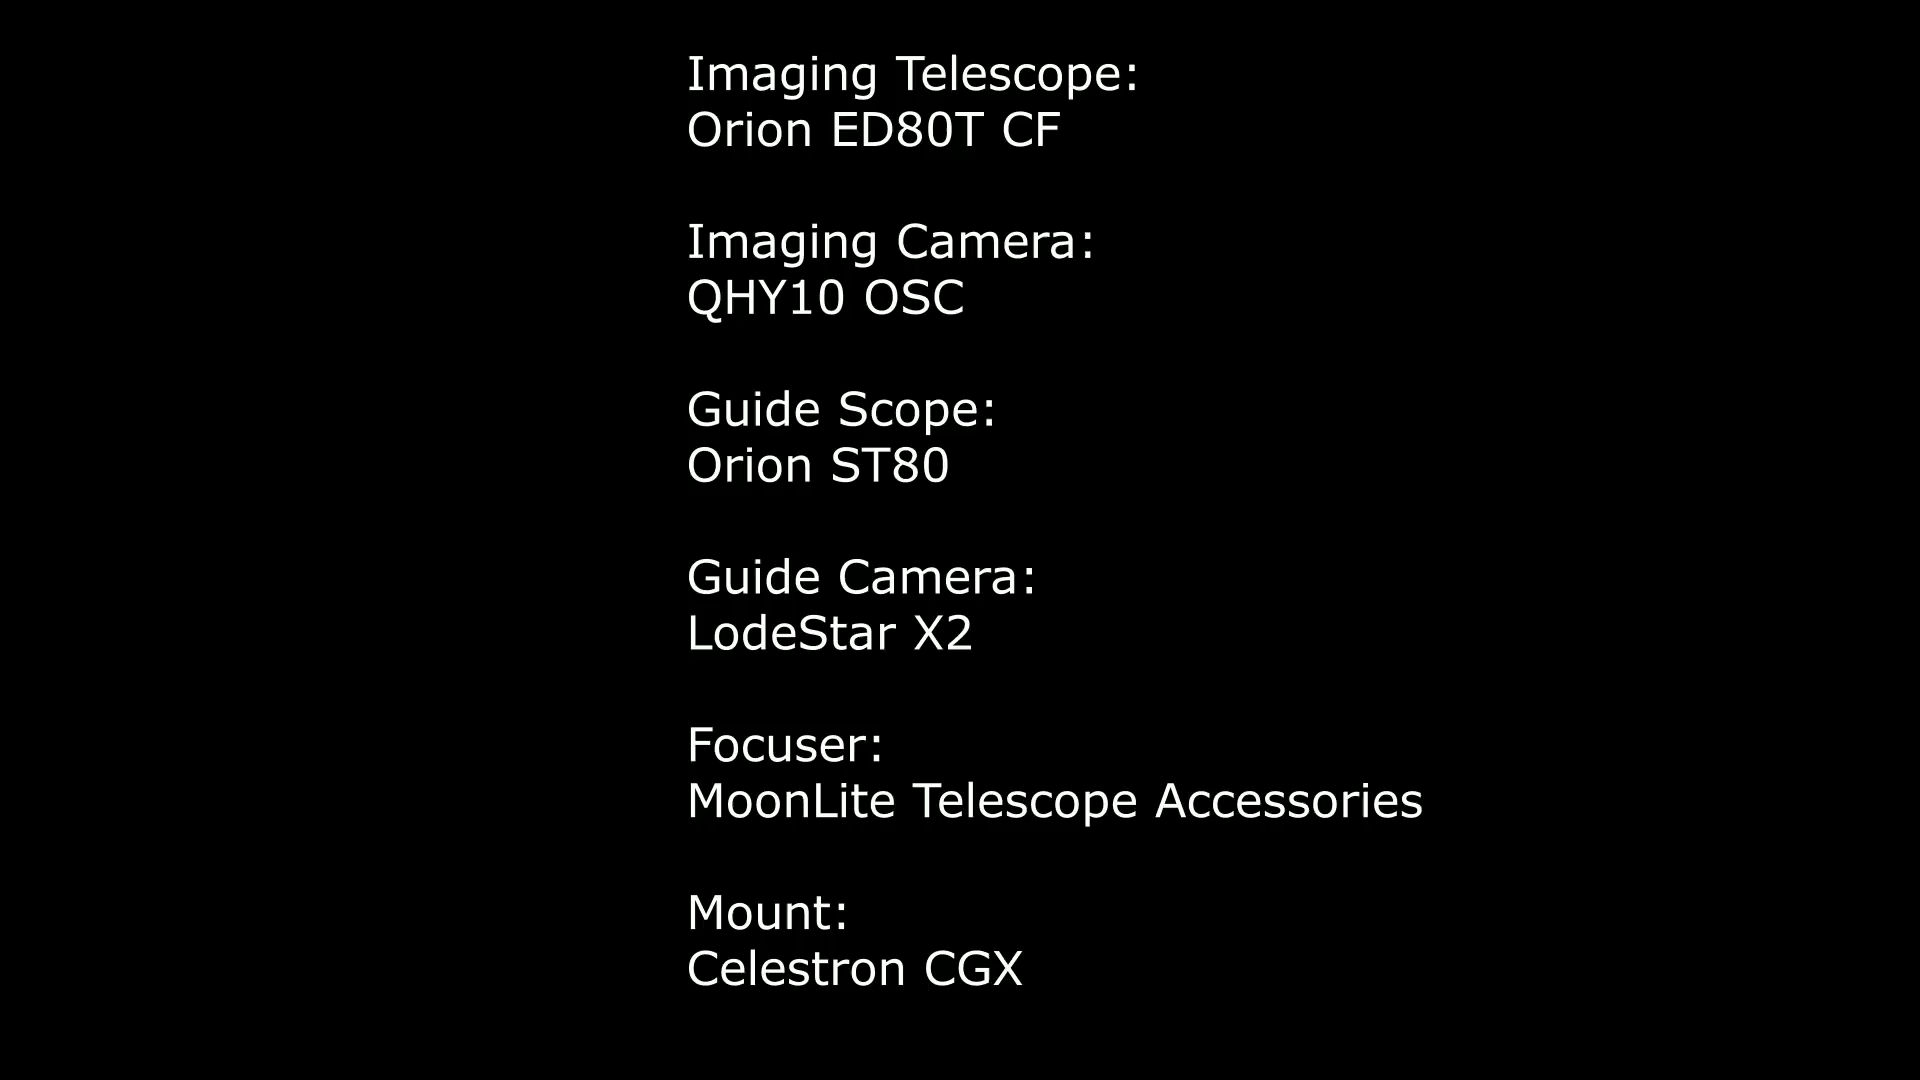 Imaging Telescope:
Orion ED80T CF
Imaging Camera:
QHY10 OSC
Guide Scope:
Orion ST80
Guide Camera:
LodeStar X2
Focuser:
MoonLite Telescope Accessories
Mount:
Celestron CGX